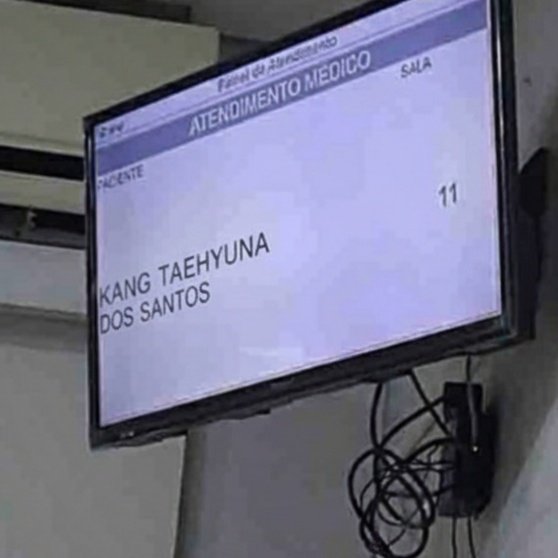 Painel de Atendimento
ATENDIMENTO MÉDICO
PACIENTE SALA
KANG TAEHYUNA 11
DOS SANTOS